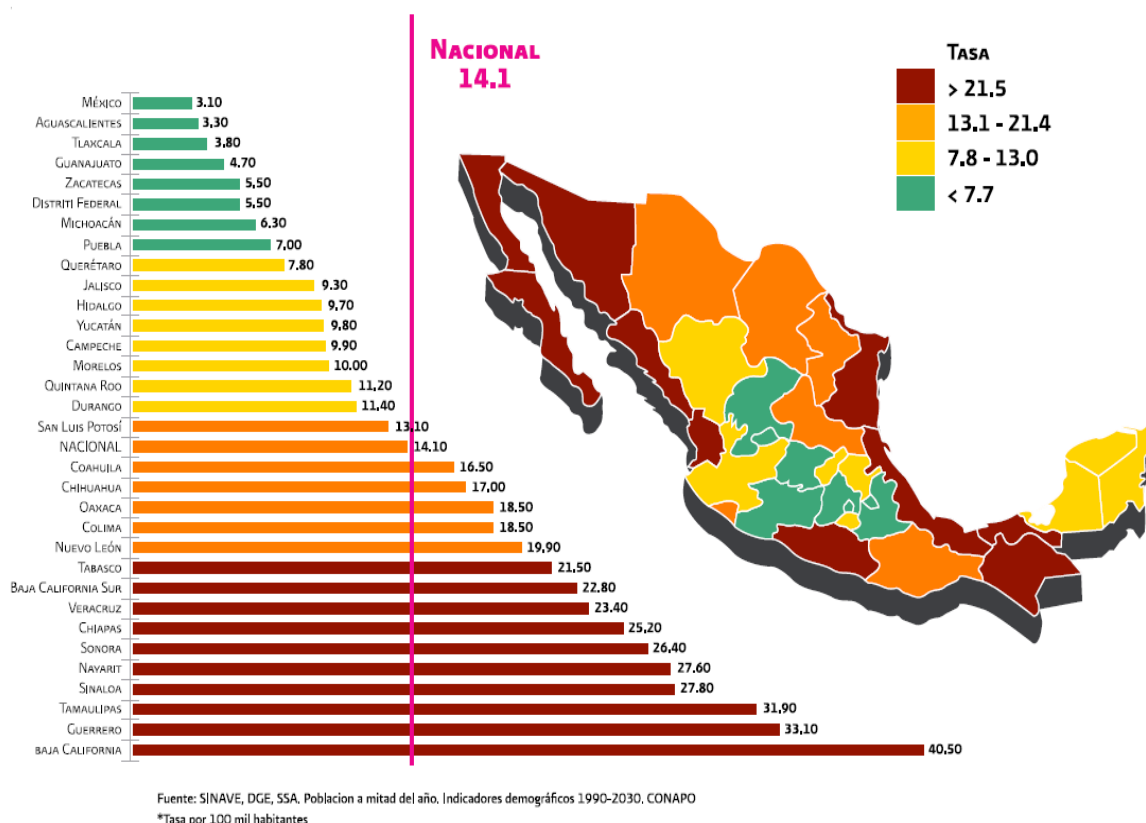 NACIONAL
14.1
TASA
> 21.5
13.1 - 21.4
7.8 - 13.0
< 7.7
MÉXICO 3.10
AGUASCALIENTES 3,30
TLAXCALA 3,80
GUANAJUATO 4.70
ZACATECAS 5,50
DISTRITI FEDERAL 5,50
MICHOACÁN 6.30
PUEBLA 7,00
QUERÉTARO 7.80
JALISCO 9.30
HIDALGO 9,70
YUCATÁN 9,80
CAMPECHE 9.90
MORELOS 10.00
QUINTANA ROO 11,20
DURANGO 11,40
SAN LUIS POTOSÍ 13,10
NACIONAL 14.10
COAHUILA 16.50
CHIHUAHUA 17,00
OAXACA 18,50
COLIMA 18.50
NUEVO LEÓN 19,90
TABASCO 21,50
BAJA CALIFORNIA SUR 22.80
VERACRUZ 23.40
CHIAPAS 25,20
SONORA 26,40
NAYARIT 27.60
SINALOA 27.80
TAMAULIPAS 31,90
GUERRERO 33,10
BAJA CALIFORNIA 40,50
Fuente: SINAVE, DGE, SSA. Poblacion a mitad del año. Indicadores demográficos 1990-2030, CONAPO
*Tasa por 100 mil habitantes